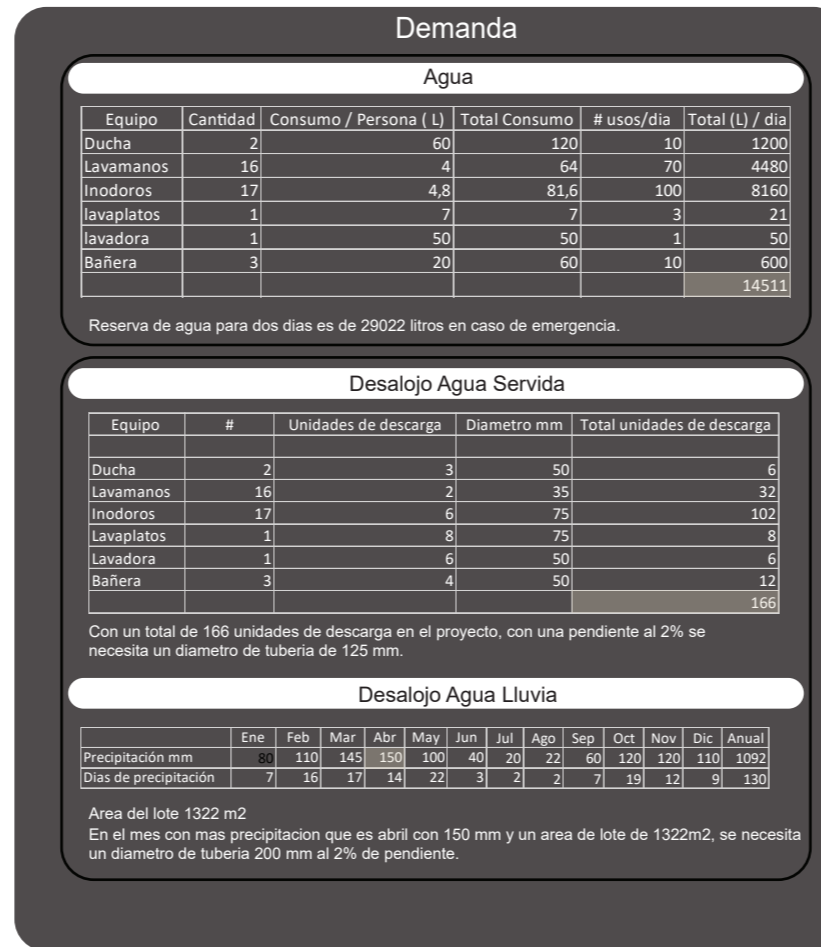 Demanda
Agua
Equipo Cantidad Consumo / Persona ( L) Total Consumo # usos/dia Total (L) / dia
Ducha 2 60 120 10 1200
Lavamanos 16 4 64 70 4480
Inodoros 17 4,8 81,6 100 8160
lavaplatos 1 7 7 3 21
lavadora 1 50 50 1 50
Bañera 3 20 60 10 600
14511
Reserva de agua para dos dias es de 29022 litros en caso de emergencia.
Desalojo Agua Servida
Equipo # Unidades de descarga Diametro mm Total unidades de descarga
Ducha 2 3 50 6
Lavamanos 16 2 35 32
Inodoros 17 6 75 102
Lavaplatos 1 8 75 8
Lavadora 1 6 50 6
Bañera 3 4 50 12
166
Con un total de 166 unidades de descarga en el proyecto, con una pendiente al 2% se
necesita un diametro de tuberia de 125 mm.
Desalojo Agua Lluvia
Ene Feb Mar Abr May Jun Jul Ago Sep Oct Nov Dic Anual
Precipitación mm 80 110 145 150 100 40 20 22 60 120 120 110 1092
Dias de precipitación 7 16 17 14 22 3 2 2 7 19 12 9 130
Area del lote 1322 m2
En el mes con mas precipitacion que es abril con 150 mm y un area de lote de 1322m2, se necesita
un diametro de tuberia 200 mm al 2% de pendiente.